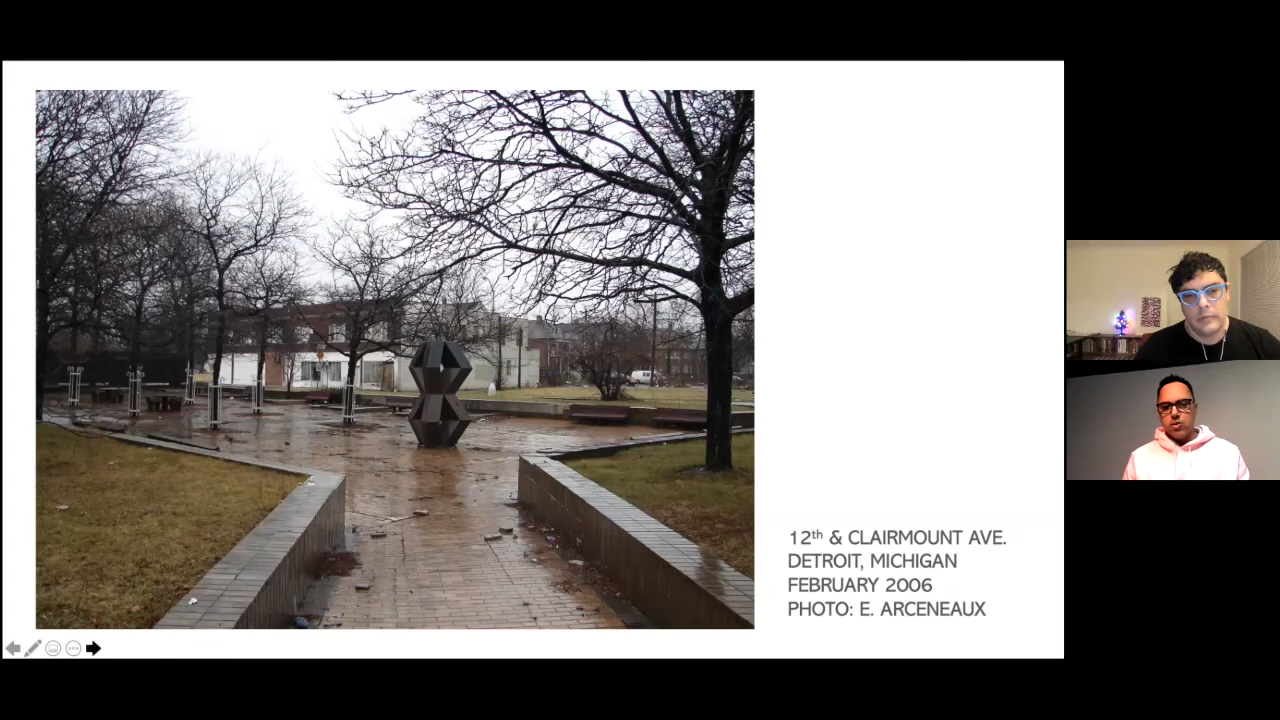 12th & CLAIRMOUNT AVE.
DETROIT, MICHIGAN
FEBRUARY 2006
PHOTO: E. ARCENEAUX